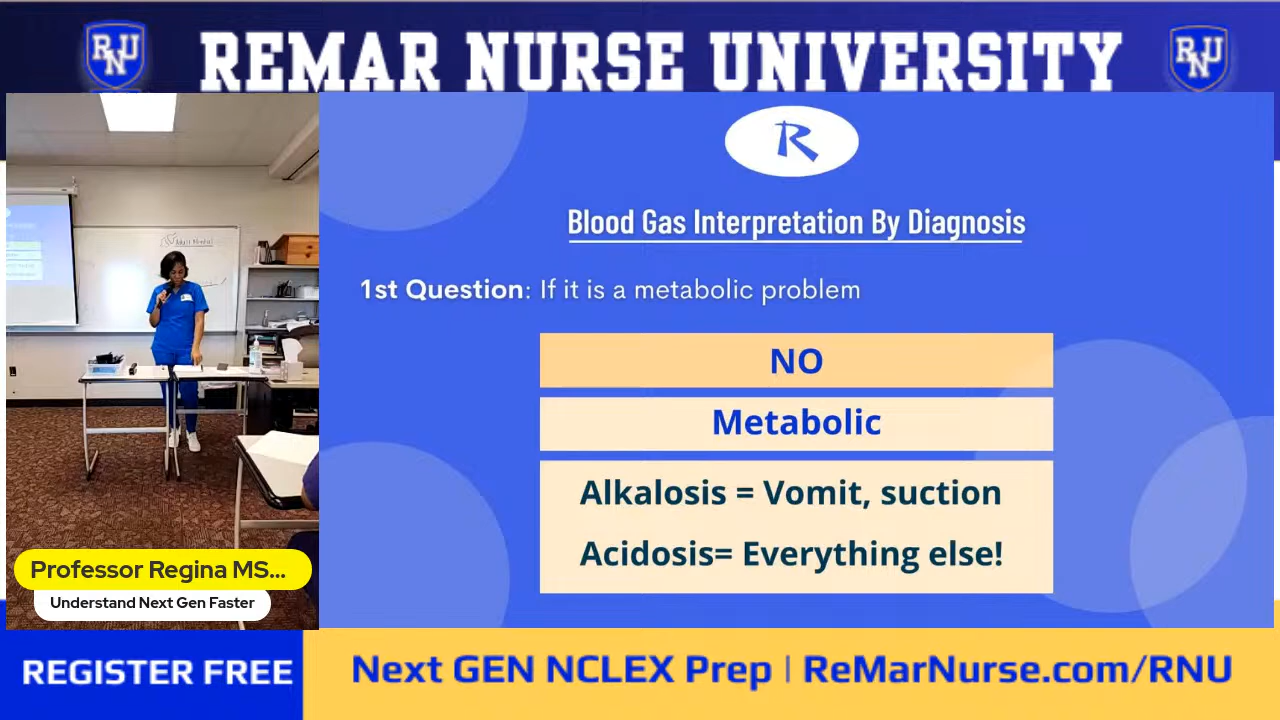 RNU
REMAR NURSE UNIVERSITY
RNU
R
Blood Gas Interpretation By Diagnosis
1st Question: If it is a metabolic problem
NO
Metabolic
Alkalosis = Vomit, suction
Acidosis= Everything else!
Professor Regina MS...
Understand Next Gen Faster
REGISTER FREE
Next GEN NCLEX Prep | ReMarNurse.com/RNU